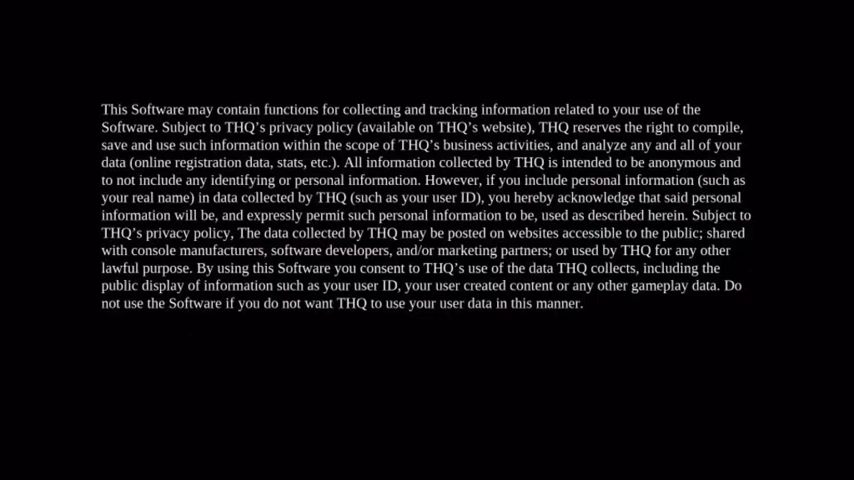 This Software may contain functions for collecting and tracking information related to your use of the
Software. Subject to THQ’s privacy policy (available on THQ’s website), THQ reserves the right to compile,
save and use such information within the scope of THQ’s business activities, and analyze any and all of your
data (online registration data, stats, etc.). All information collected by THQ is intended to be anonymous and
to not include any identifying or personal information. However, if you include personal information (such as
your real name) in data collected by THQ (such as your user ID), you hereby acknowledge that said personal
information will be, and expressly permit such personal information to be, used as described herein. Subject to
THQ’s privacy policy, The data collected by THQ may be posted on websites accessible to the public; shared
with console manufacturers, software developers, and/or marketing partners; or used by THQ for any other
lawful purpose. By using this Software you consent to THQ’s use of the data THQ collects, including the
public display of information such as your user ID, your user created content or any other gameplay data. Do
not use the Software if you do not want THQ to use your user data in this manner.